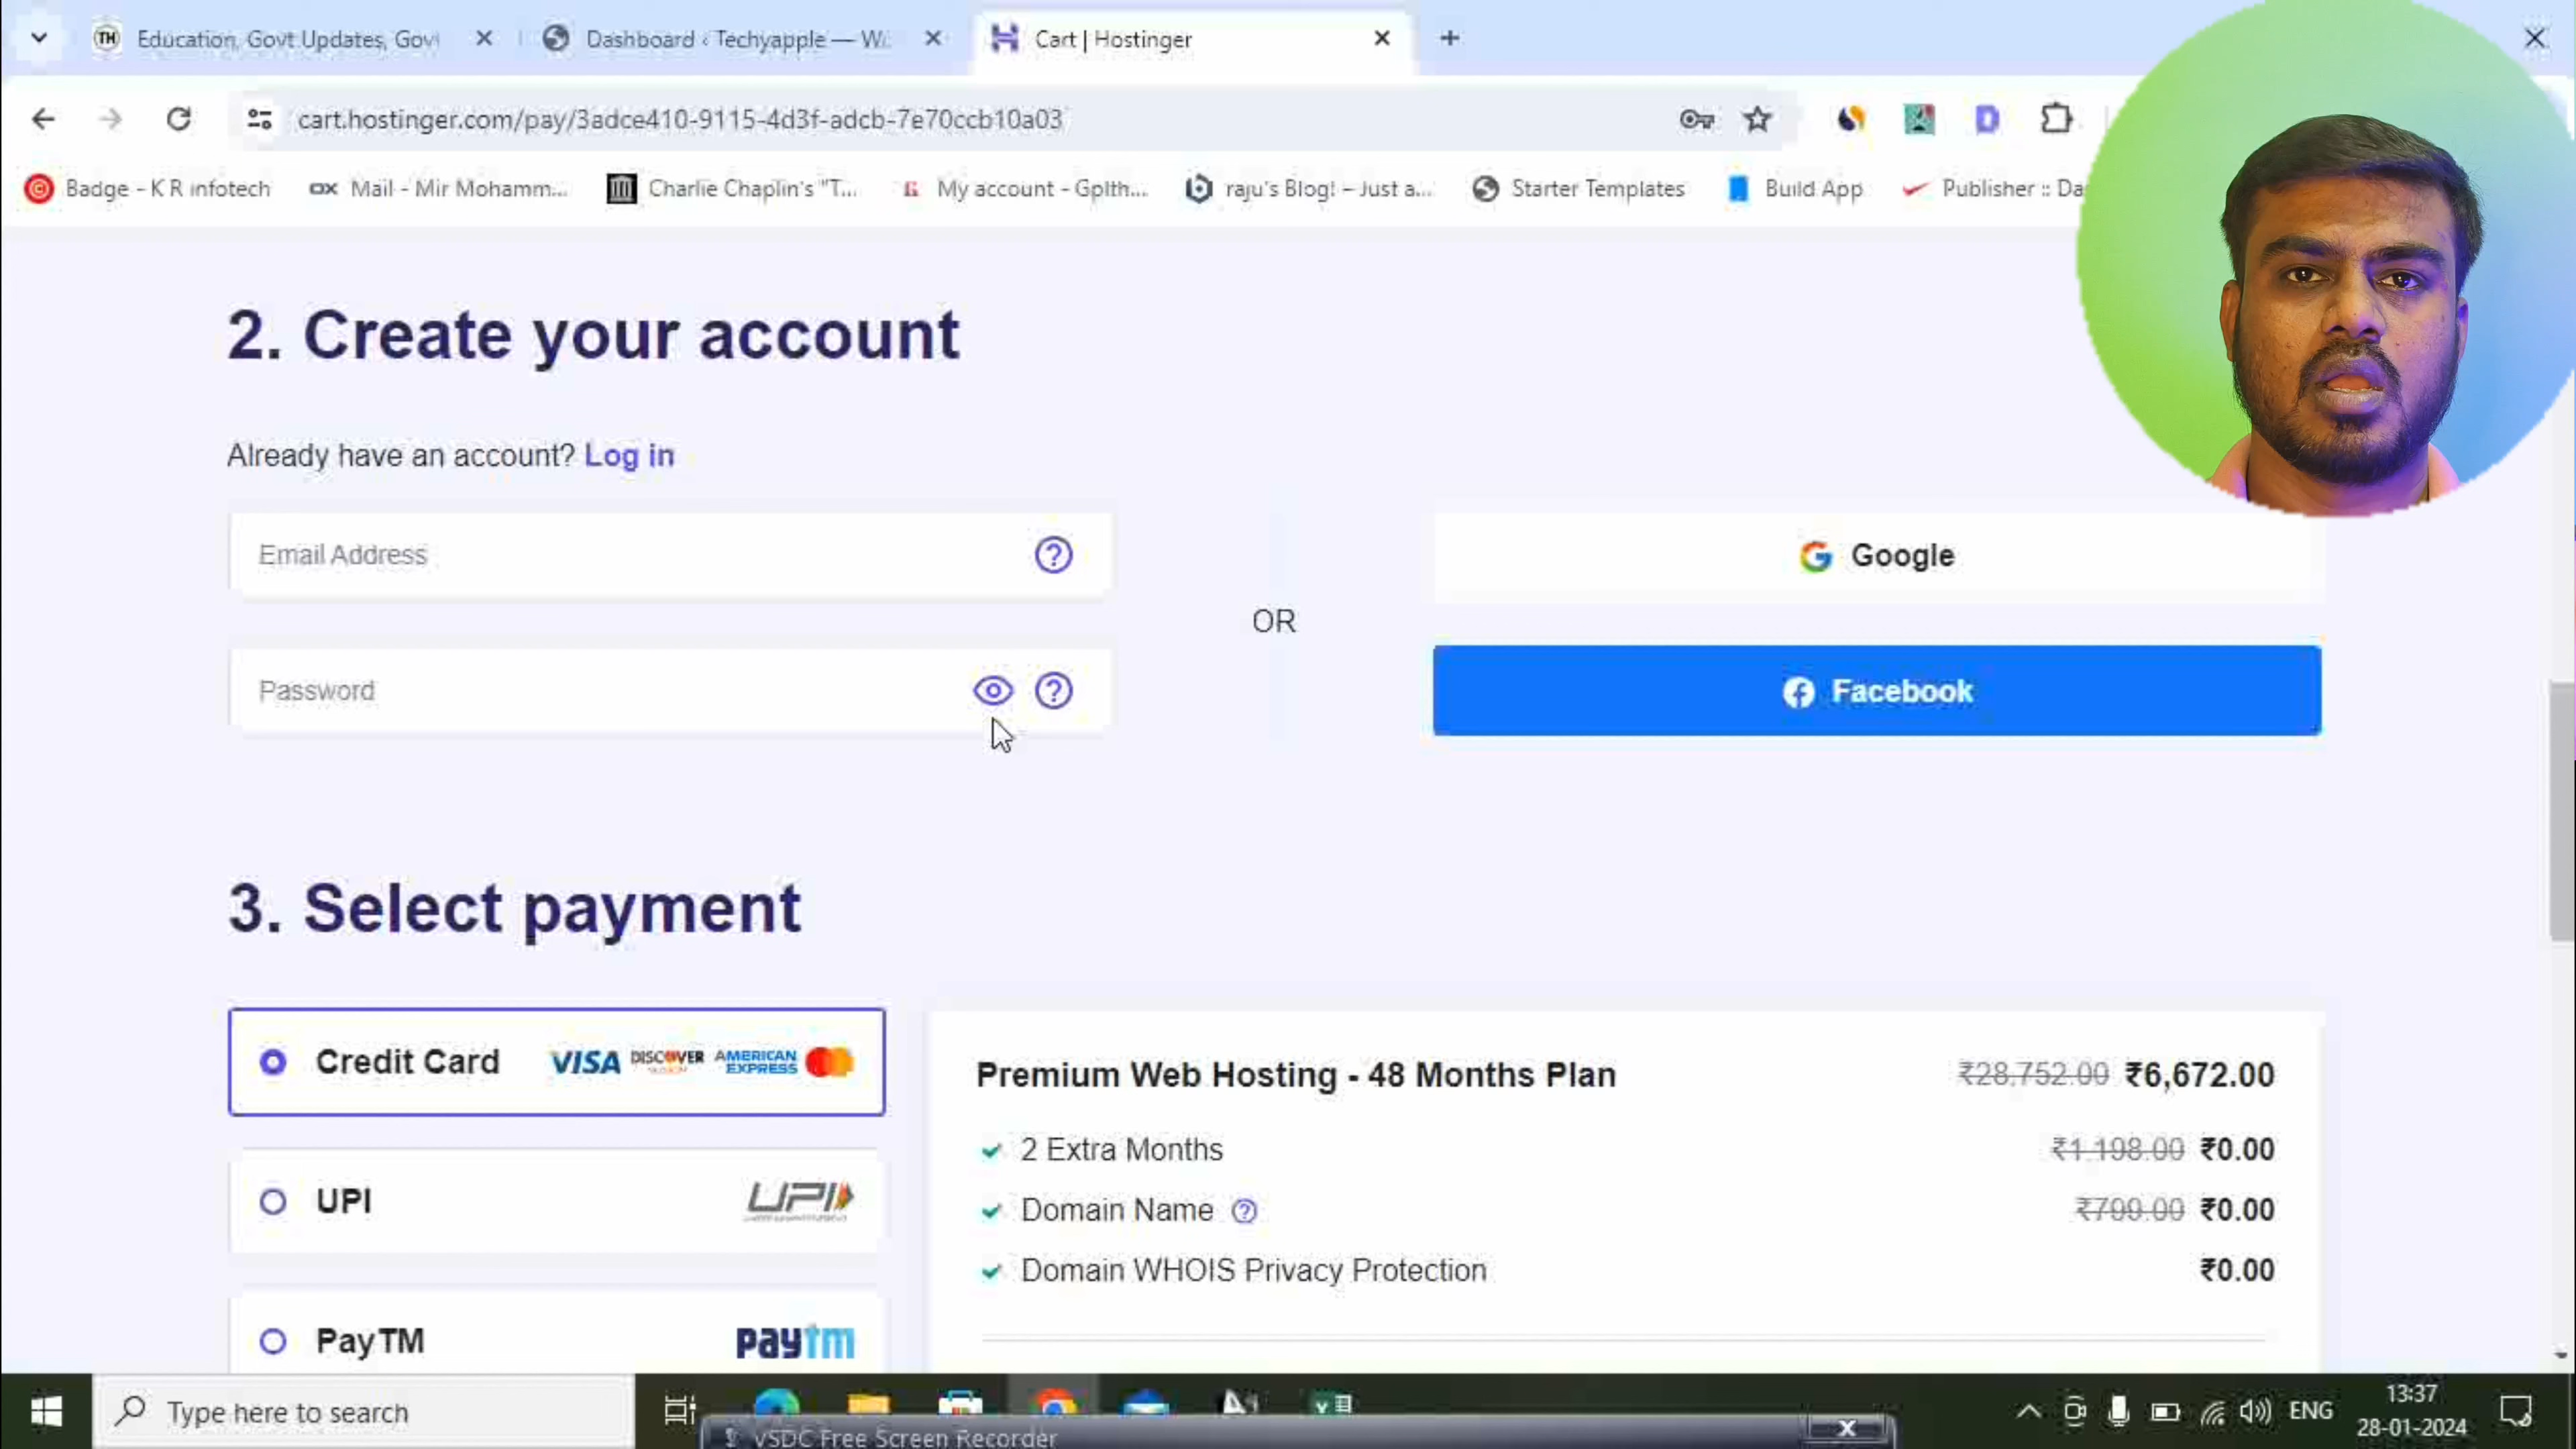 TH Education, Govt Updates, Gov
Dashboard ‹ Techyapple — W
Cart | Hostinger
cart.hostinger.com/pay/3adce410-9115-4d3f-adcb-7e70ccb10a03
Badge - K R infotech
OX Mail - Mir Mohamm...
Charlie Chaplin's "T...
My account - Gplth...
raju's Blog! – Just a...
Starter Templates
Build App
Publisher :: Da
2. Create your account
Already have an account? Log in
Email Address
Google
OR
Password
Facebook
3. Select payment
Credit Card VISA DISCOVER AMERICAN EXPRESS
Premium Web Hosting - 48 Months Plan ₹28,752.00 ₹6,672.00
2 Extra Months ₹1,198.00 ₹0.00
UPI UPI
Domain Name ₹799.00 ₹0.00
Domain WHOIS Privacy Protection ₹0.00
PayTM paytm
Type here to search
ENG
13:37
28-01-2024
VSDC Free Screen Recorder